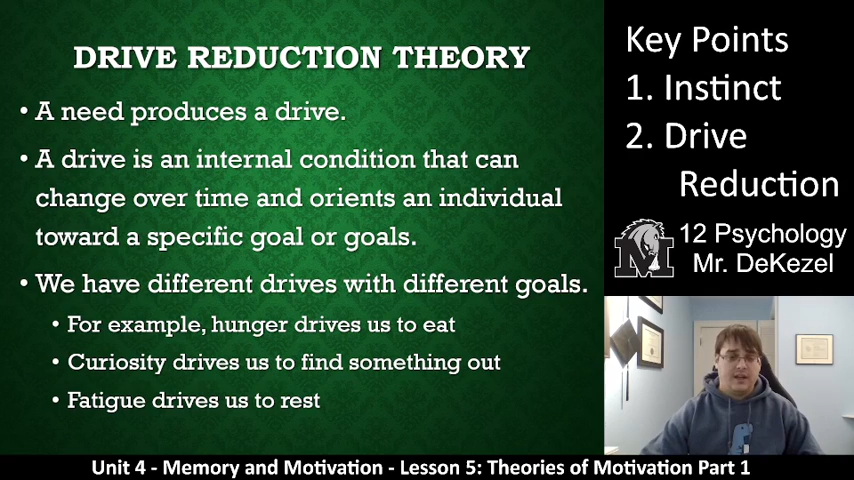 DRIVE REDUCTION THEORY
• A need produces a drive.
• A drive is an internal condition that can
change over time and orients an individual
toward a specific goal or goals.
• We have different drives with different goals.
• For example, hunger drives us to eat
• Curiosity drives us to find something out
• Fatigue drives us to rest
Key Points
1. Instinct
2. Drive
Reduction
M
12 Psychology
Mr. DeKezel
Unit 4 - Memory and Motivation - Lesson 5: Theories of Motivation Part 1